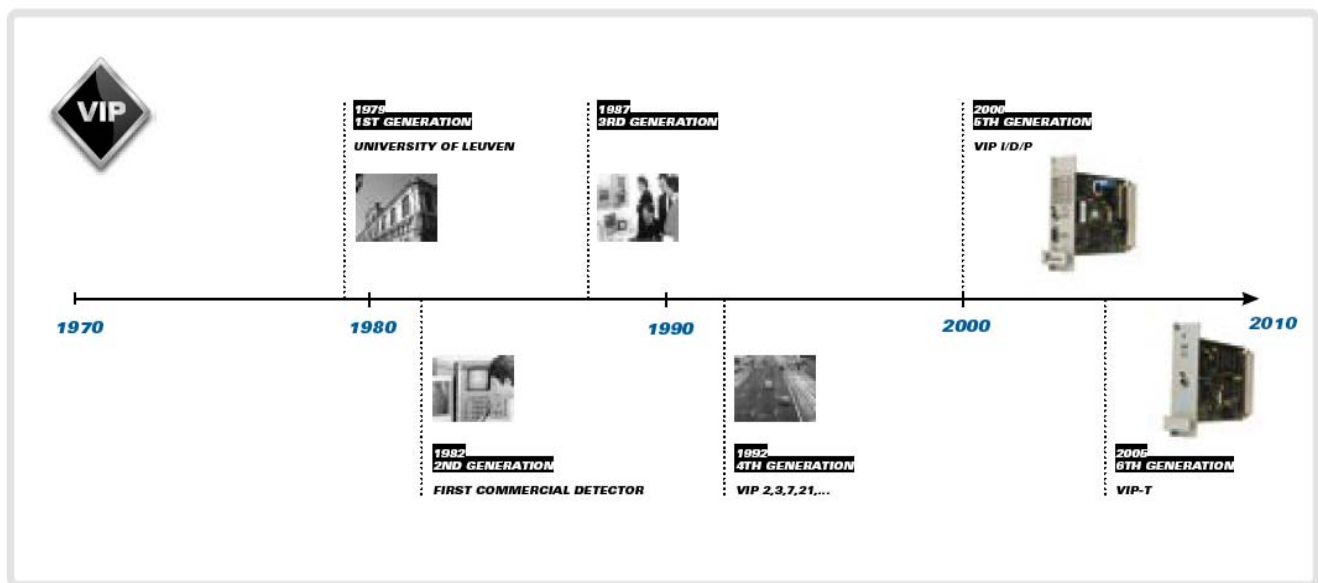 VIP
1979
1ST GENERATION
UNIVERSITY OF LEUVEN
1987
3RD GENERATION
2000
5TH GENERATION
VIP I/D/P
1970
1980
1990
2000
2010
1982
2ND GENERATION
FIRST COMMERCIAL DETECTOR
1992
4TH GENERATION
VIP 2,3,7,21,...
2005
6TH GENERATION
VIP-T